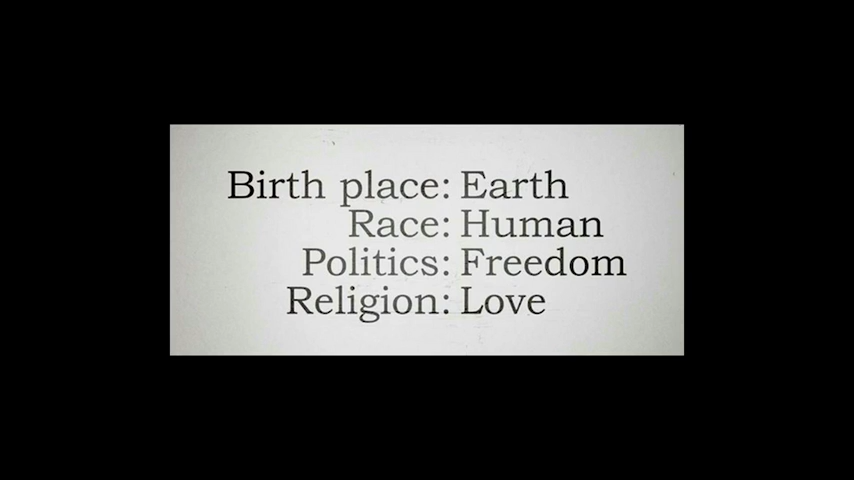 Birth place: Earth
Race: Human
Politics: Freedom
Religion: Love